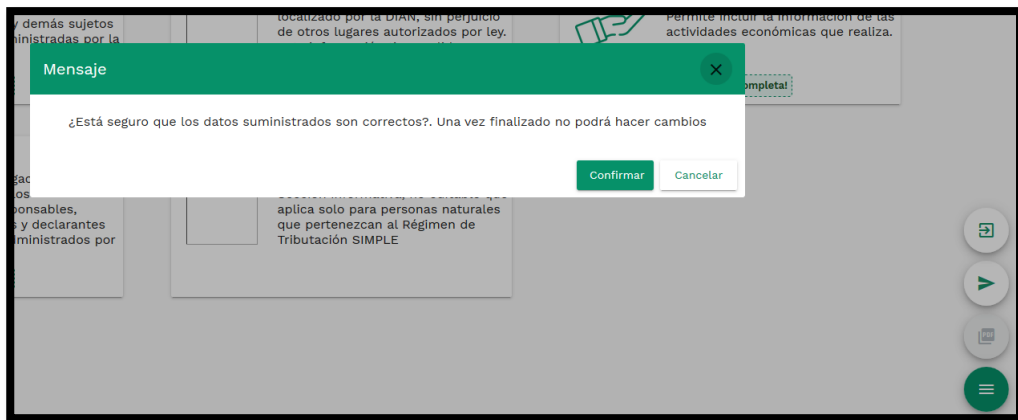 y demás sujetos
ministradas por la
localizado por la DIAN, sin perjuicio
de otros lugares autorizados por ley.
Permite incluir la información de las
actividades económicas que realiza.
Mensaje
ompleta!
¿Está seguro que los datos suministrados son correctos?. Una vez finalizado no podrá hacer cambios
Confirmar
Cancelar
ponsables,
s y declarantes
ministrados por
aplica solo para personas naturales
que pertenezcan al Régimen de
Tributación SIMPLE
PDF